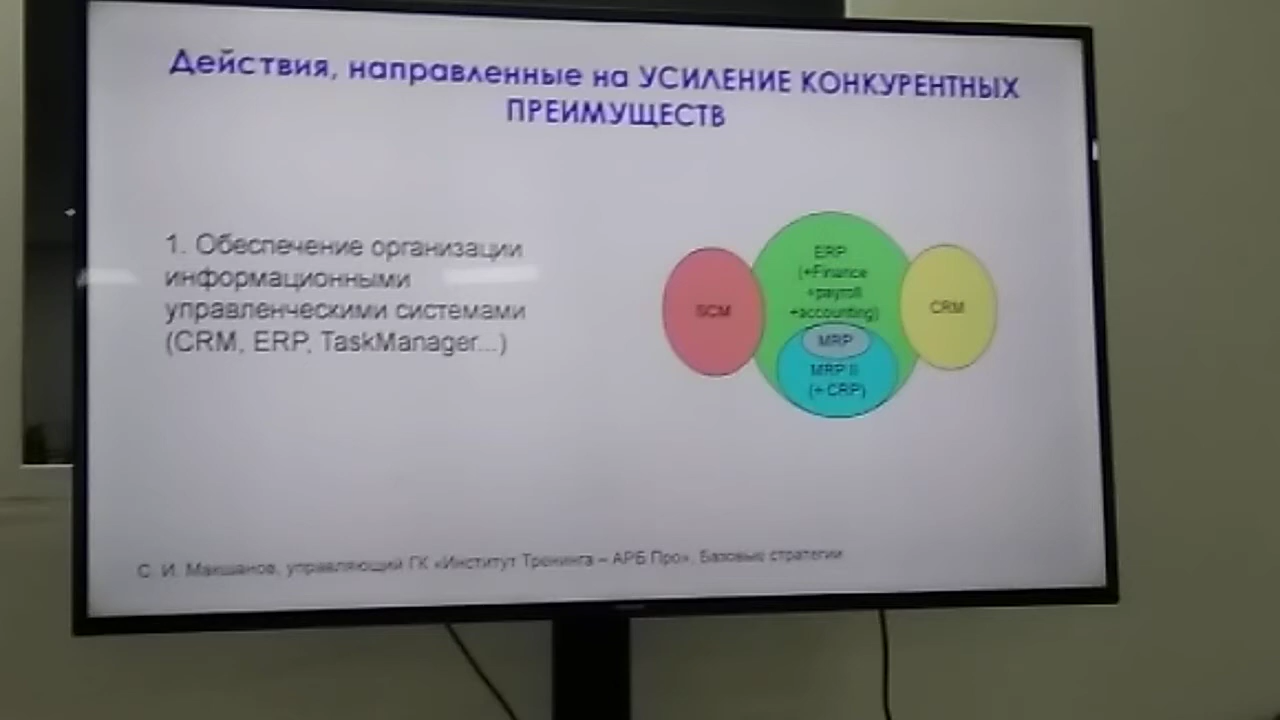 Действия, направленные на УСИЛЕНИЕ КОНКУРЕНТНЫХ
ПРЕИМУЩЕСТВ
1. Обеспечение организации
информационными
управленческими системами
(CRM, ERP, TaskManager...)
SCM
ERP
(+Finance
+payroll
+accounting)
MRP
MRP II
(+ CRP)
CRM
С. И. Макшанов, управляющий ГК «Институт Тренинга – АРБ Про». Базовые стратегии